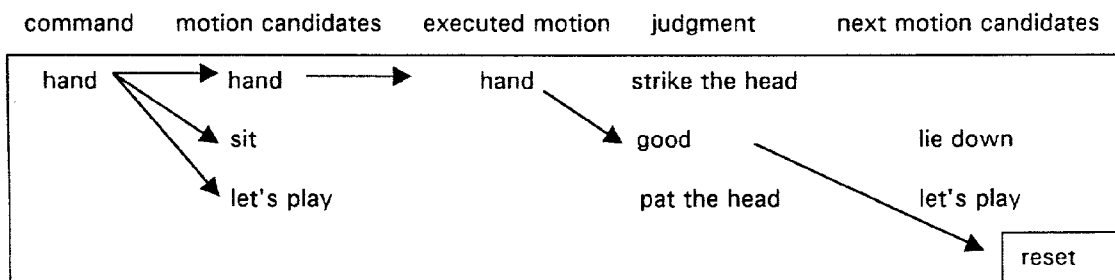 command motion candidates executed motion judgment next motion candidates
hand hand hand strike the head
sit good lie down
let's play pat the head let's play
reset